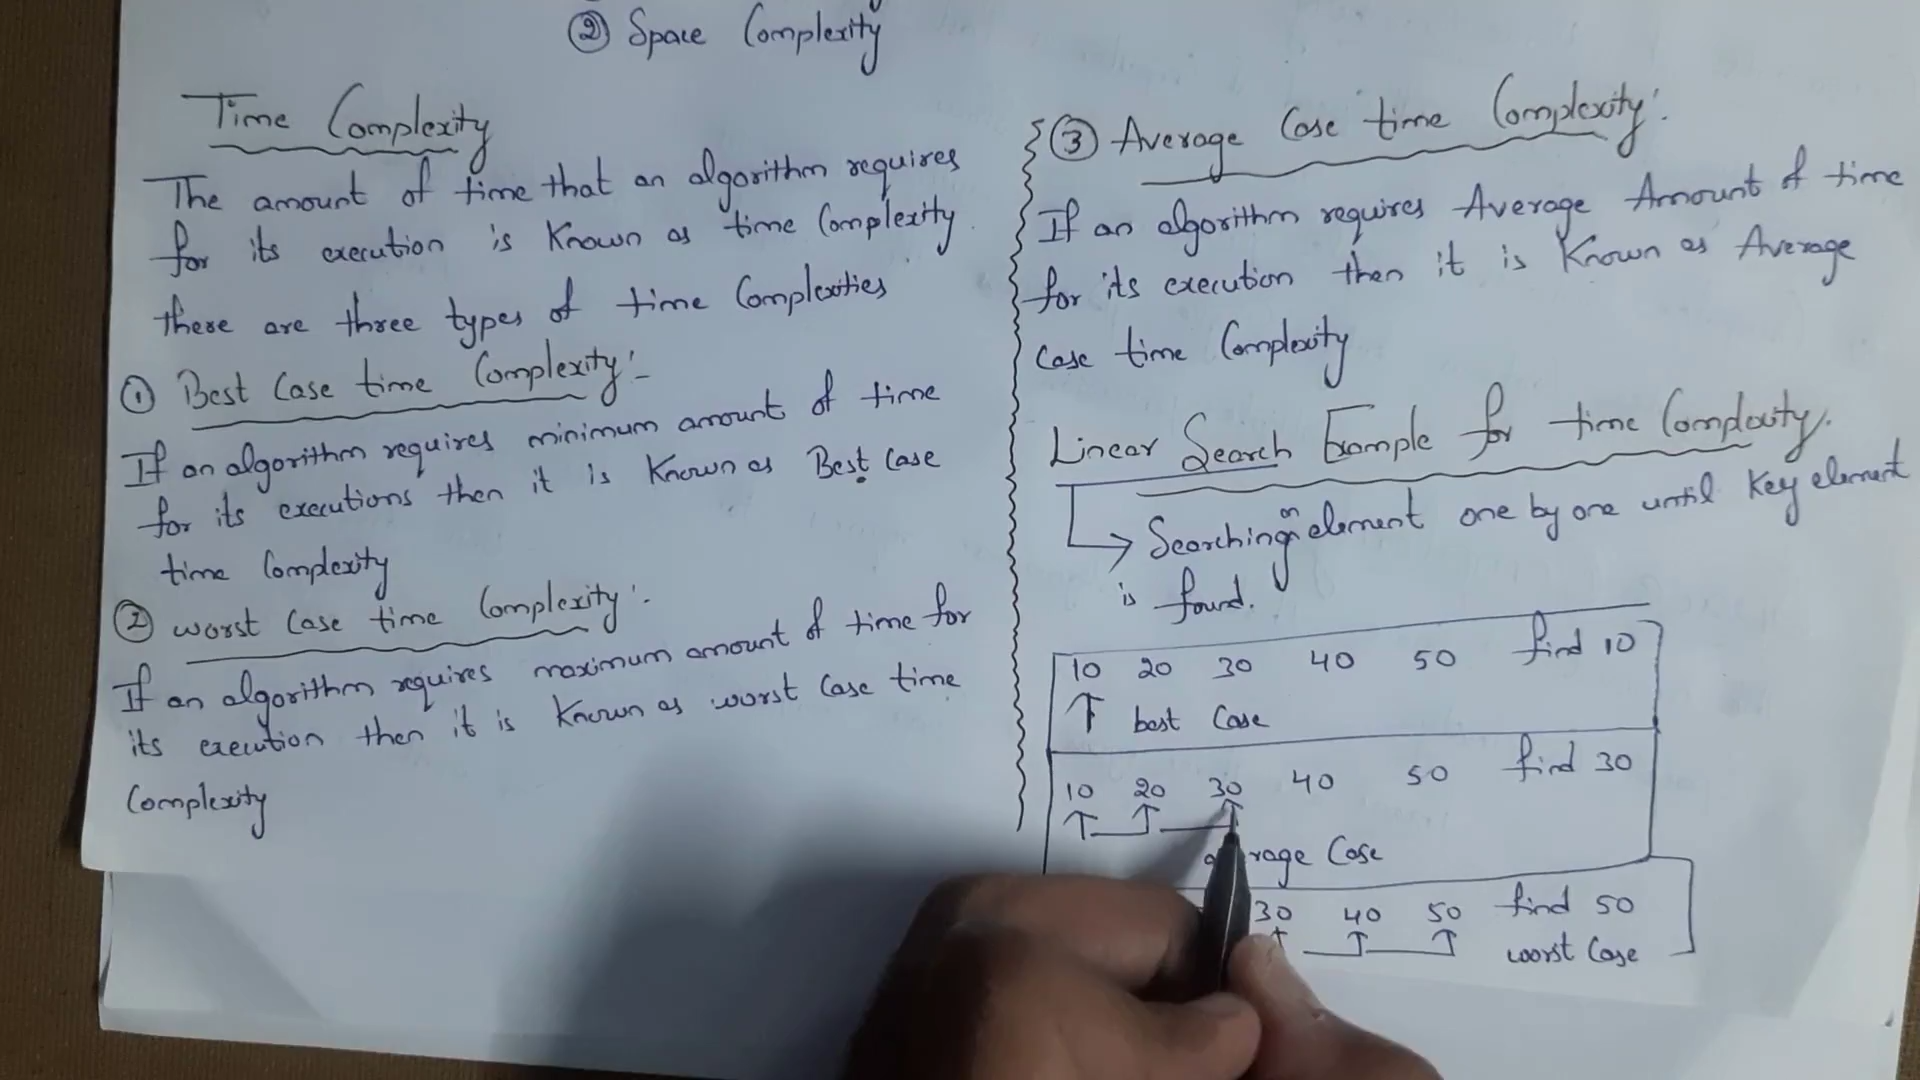 ② Space Complexity
Time Complexity
The amount of time that an algorithm requires
for its execution is known as time complexity.
there are three types of time Complexities
① Best Case time Complexity:-
If an algorithm requires minimum amount of time
for its executions then it is known as Best Case
time Complexity
② worst Case time Complexity:-
If an algorithm requires maximum amount of time for
its execution then it is known as worst Case time
Complexity
③ Average Case time Complexity:
If an algorithm requires Average Amount of time
for its execution then it is known as Average
Case time Complexity
Linear Search Example for time Complexity.
→ Searching an element one by one until key element
is found.
10 20 30 40 50 find 10
↑ best Case
10 20 30 40 50 find 30
↑ ↑ ↑
Case
30 40 50 find 50
↑ ↑ ↑ worst Case